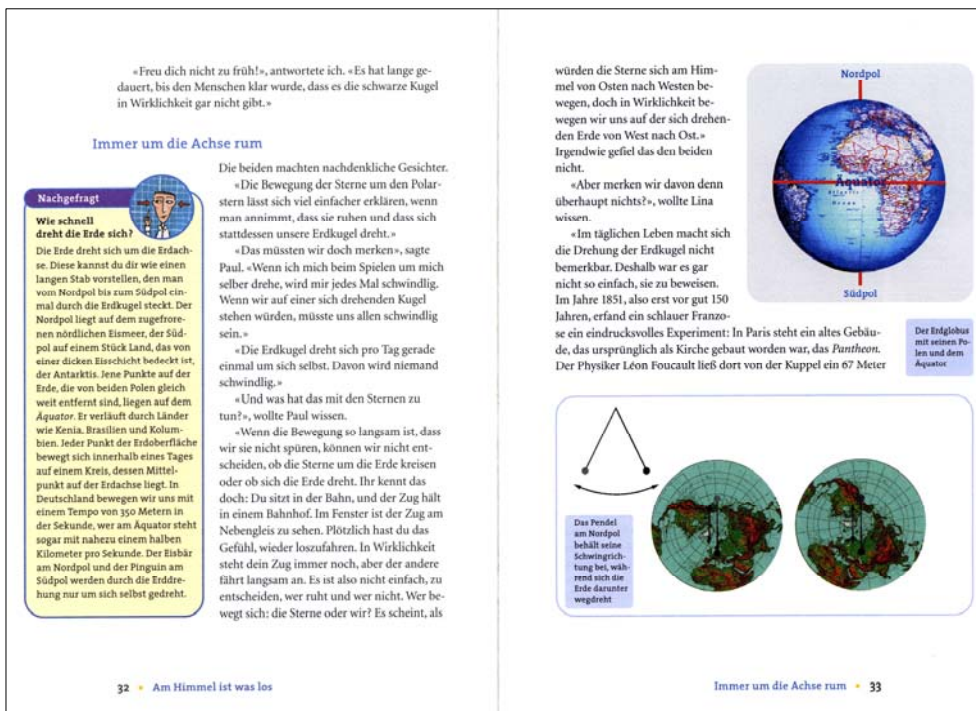 «Freu dich nicht zu früh!», antwortete ich. «Es hat lange ge-
dauert, bis den Menschen klar wurde, dass es die schwarze Kugel
in Wirklichkeit gar nicht gibt.»
Immer um die Achse rum
Die beiden machten nachdenkliche Gesichter.
«Die Bewegung der Sterne um den Polar-
stern lässt sich viel einfacher erklären, wenn
man annimmt, dass sie ruhen und dass sich
stattdessen unsere Erdkugel dreht.»
«Das müssten wir doch merken», sagte
Paul. «Wenn ich mich beim Spielen um mich
selber drehe, wird mir jedes Mal schwindlig.
Wenn wir auf einer sich drehenden Kugel
stehen würden, müsste uns allen schwindlig
sein.»
«Die Erdkugel dreht sich pro Tag gerade
einmal um sich selbst. Davon wird niemand
schwindlig.»
«Und was hat das mit den Sternen zu
tun?», wollte Paul wissen.
«Wenn die Bewegung so langsam ist, dass
wir sie nicht spüren, können wir nicht ent-
scheiden, ob die Sterne um die Erde kreisen
oder ob sich die Erde dreht. Ihr kennt das
doch: Du sitzt in der Bahn, und der Zug hält
in einem Bahnhof. Im Fenster ist der Zug am
Nebengleis zu sehen. Plötzlich hast du das
Gefühl, wieder loszufahren. In Wirklichkeit
steht dein Zug immer noch, aber der andere
fährt langsam an. Es ist also nicht einfach, zu
entscheiden, wer ruht und wer nicht. Wer be-
wegt sich: die Sterne oder wir? Es scheint, als
Nachgefragt
Wie schnell
dreht die Erde sich?
Die Erde dreht sich um die Erdach-
se. Diese kannst du dir wie einen
langen Stab vorstellen, den man
vom Nordpol bis zum Südpol ein-
mal durch die Erdkugel steckt. Der
Nordpol liegt auf dem zugefrore-
nen nördlichen Eismeer, der Süd-
pol auf einem Stück Land, das von
einer dicken Eisschicht bedeckt ist,
der Antarktis. Jene Punkte auf der
Erde, die von beiden Polen gleich
weit entfernt sind, liegen auf dem
Äquator. Er verläuft durch Länder
wie Kenia, Brasilien und Kolum-
bien. Jeder Punkt der Erdoberfläche
bewegt sich innerhalb eines Tages
auf einem Kreis, dessen Mittel-
punkt auf der Erdachse liegt. In
Deutschland bewegen wir uns mit
einem Tempo von 350 Metern in
der Sekunde, wer am Äquator steht
sogar mit nahezu einem halben
Kilometer pro Sekunde. Der Eisbär
am Nordpol und der Pinguin am
Südpol werden durch die Erddre-
hung nur um sich selbst gedreht.
32 • Am Himmel ist was los
würden die Sterne sich am Him-
mel von Osten nach Westen be-
wegen, doch in Wirklichkeit be-
wegen wir uns auf der sich drehen-
den Erde von West nach Ost.»
Irgendwie gefiel das den beiden
nicht.
«Aber merken wir davon denn
überhaupt nichts?», wollte Lina
wissen.
«Im täglichen Leben macht sich
die Drehung der Erdkugel nicht
bemerkbar. Deshalb war es gar
nicht so einfach, sie zu beweisen.
Im Jahre 1851, also erst vor gut 150
Jahren, erfand ein schlauer Franzo-
se ein eindrucksvolles Experiment: In Paris steht ein altes Gebäu-
de, das ursprünglich als Kirche gebaut worden war, das Pantheon.
Der Physiker Léon Foucault ließ dort von der Kuppel ein 67 Meter
Nordpol
Äquator
Südpol
Der Erdglobus
mit seinen Po-
len und dem
Äquator
Das Pendel
am Nordpol
behält seine
Schwingrich-
tung bei, wäh-
rend sich die
Erde darunter
wegdreht
Immer um die Achse rum • 33